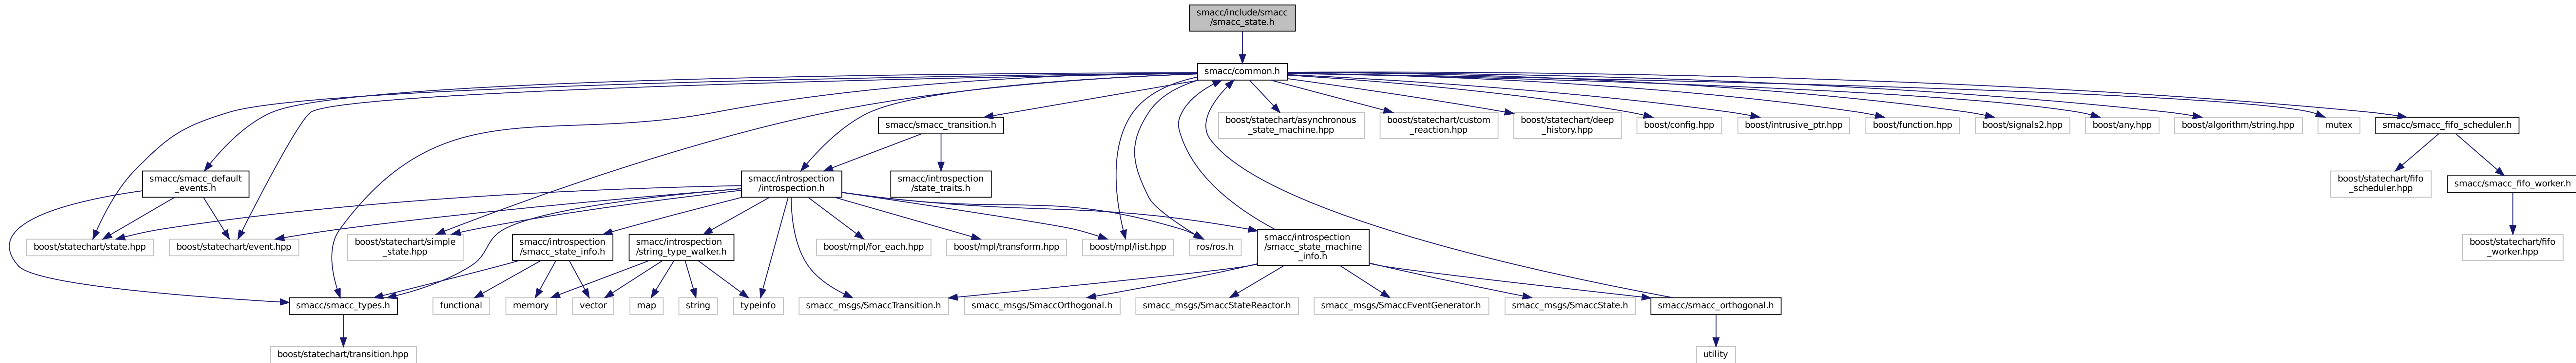 smacc/include/smacc
/smacc_state.h
smacc/common.h
smacc/smacc_transition.h
boost/statechart/asynchronous
_state_machine.hpp
boost/statechart/custom
_reaction.hpp
boost/statechart/deep
_history.hpp
boost/config.hpp
boost/intrusive_ptr.hpp
boost/function.hpp
boost/signals2.hpp
boost/any.hpp
boost/algorithm/string.hpp
mutex
smacc/smacc_fifo_scheduler.h
smacc/smacc_default
_events.h
smacc/introspection
/introspection.h
smacc/introspection
/state_traits.h
boost/statechart/fifo
_scheduler.hpp
smacc/smacc_fifo_worker.h
boost/statechart/state.hpp
boost/statechart/event.hpp
boost/statechart/simple
_state.hpp
smacc/introspection
/smacc_state_info.h
smacc/introspection
/string_type_walker.h
boost/mpl/for_each.hpp
boost/mpl/transform.hpp
boost/mpl/list.hpp
ros/ros.h
smacc/introspection
/smacc_state_machine
_info.h
boost/statechart/fifo
_worker.hpp
smacc/smacc_types.h
functional
memory
vector
map
string
typeinfo
smacc_msgs/SmaccTransition.h
smacc_msgs/SmaccOrthogonal.h
smacc_msgs/SmaccStateReactor.h
smacc_msgs/SmaccEventGenerator.h
smacc_msgs/SmaccState.h
smacc/smacc_orthogonal.h
boost/statechart/transition.hpp
utility